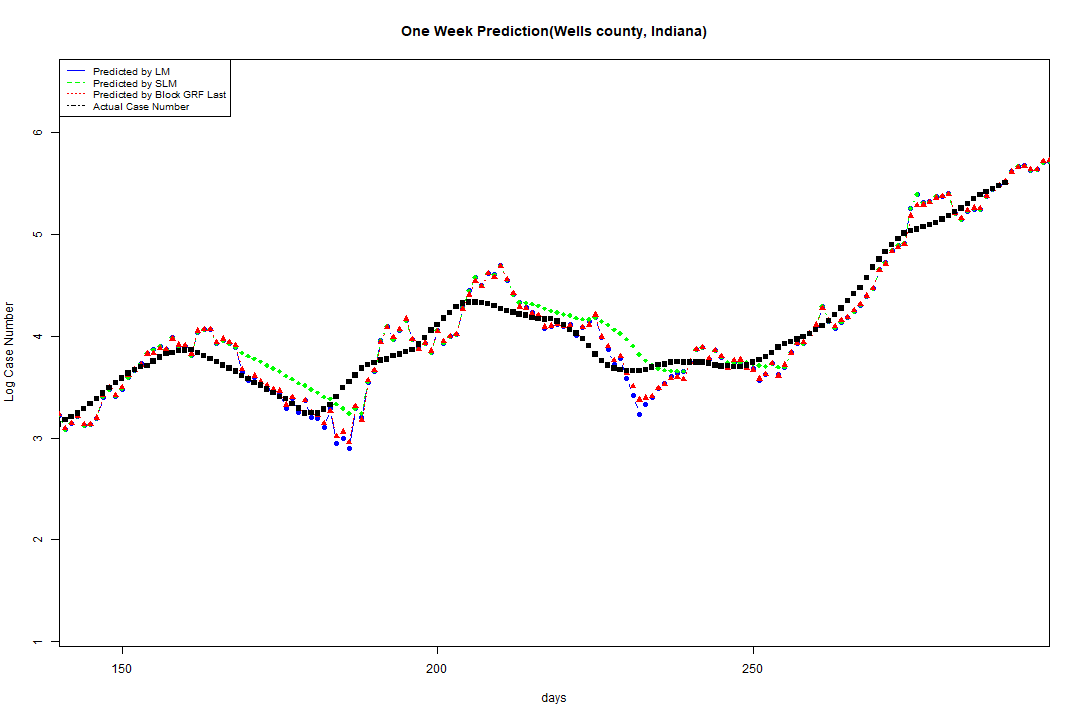 One Week Prediction(Wells county, Indiana)
Predicted by LM
Predicted by SLM
Predicted by Block GRF Last
Actual Case Number
6
5
4
3
2
1
Log Case Number
150
200
250
days